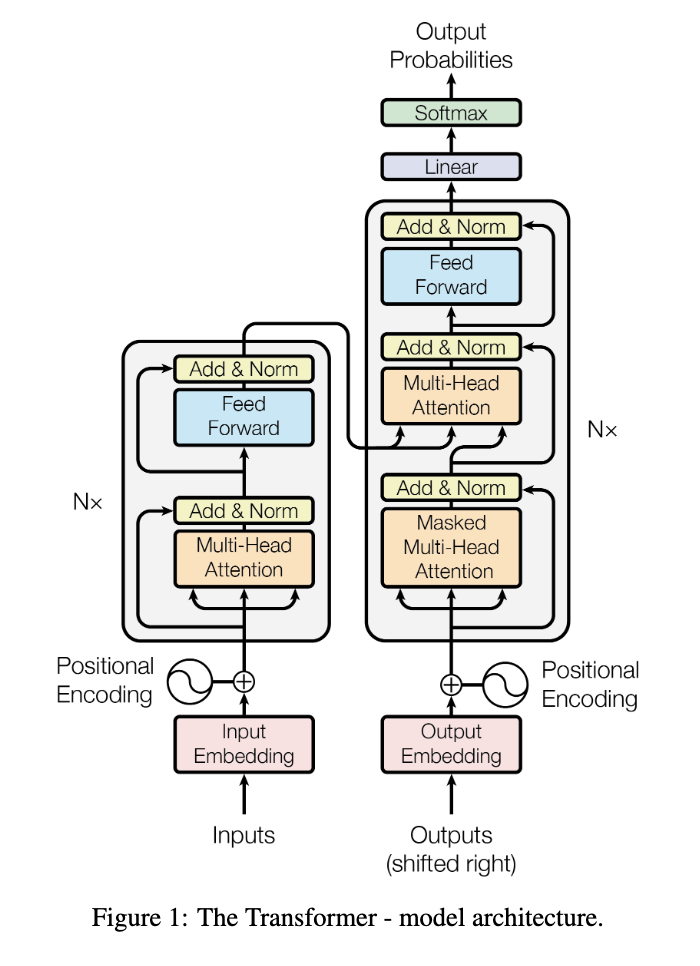 Output
Probabilities
Softmax
Linear
Add & Norm
Feed
Forward
Add & Norm
Multi-Head
Attention
Add & Norm
Masked
Multi-Head
Attention
N×
Add & Norm
Feed
Forward
Add & Norm
Multi-Head
Attention
N×
Positional
Encoding
Positional
Encoding
Input
Embedding
Output
Embedding
Inputs
Outputs
(shifted right)
Figure 1: The Transformer - model architecture.